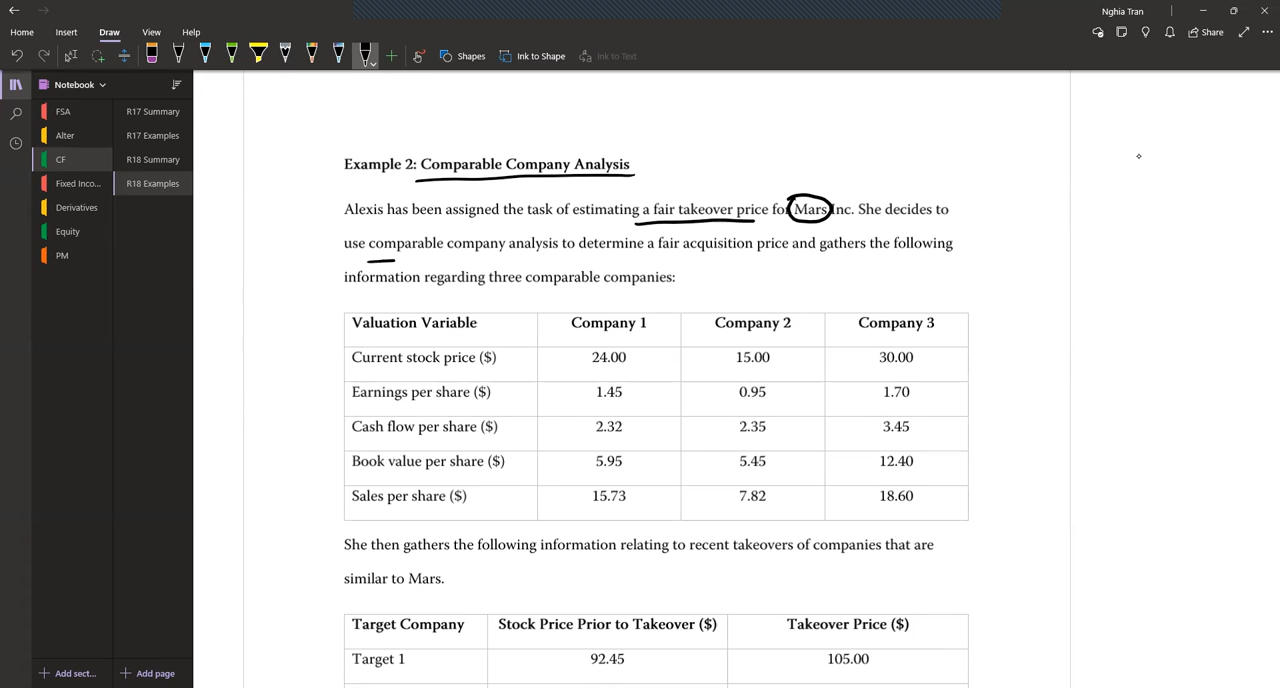 Nghia Tran
Home Insert Draw View Help
Shapes Ink to Shape Ink to Text Share
Notebook
FSA
Alter
CF
Fixed Inco...
Derivatives
Equity
PM
R17 Summary
R17 Examples
R18 Summary
R18 Examples
Example 2: Comparable Company Analysis
Alexis has been assigned the task of estimating a fair takeover price for Mars Inc. She decides to
use comparable company analysis to determine a fair acquisition price and gathers the following
information regarding three comparable companies:
Valuation Variable Company 1 Company 2 Company 3
Current stock price ($) 24.00 15.00 30.00
Earnings per share ($) 1.45 0.95 1.70
Cash flow per share ($) 2.32 2.35 3.45
Book value per share ($) 5.95 5.45 12.40
Sales per share ($) 15.73 7.82 18.60
She then gathers the following information relating to recent takeovers of companies that are
similar to Mars.
Target Company Stock Price Prior to Takeover ($) Takeover Price ($)
Target 1 92.45 105.00
Add sect... Add page